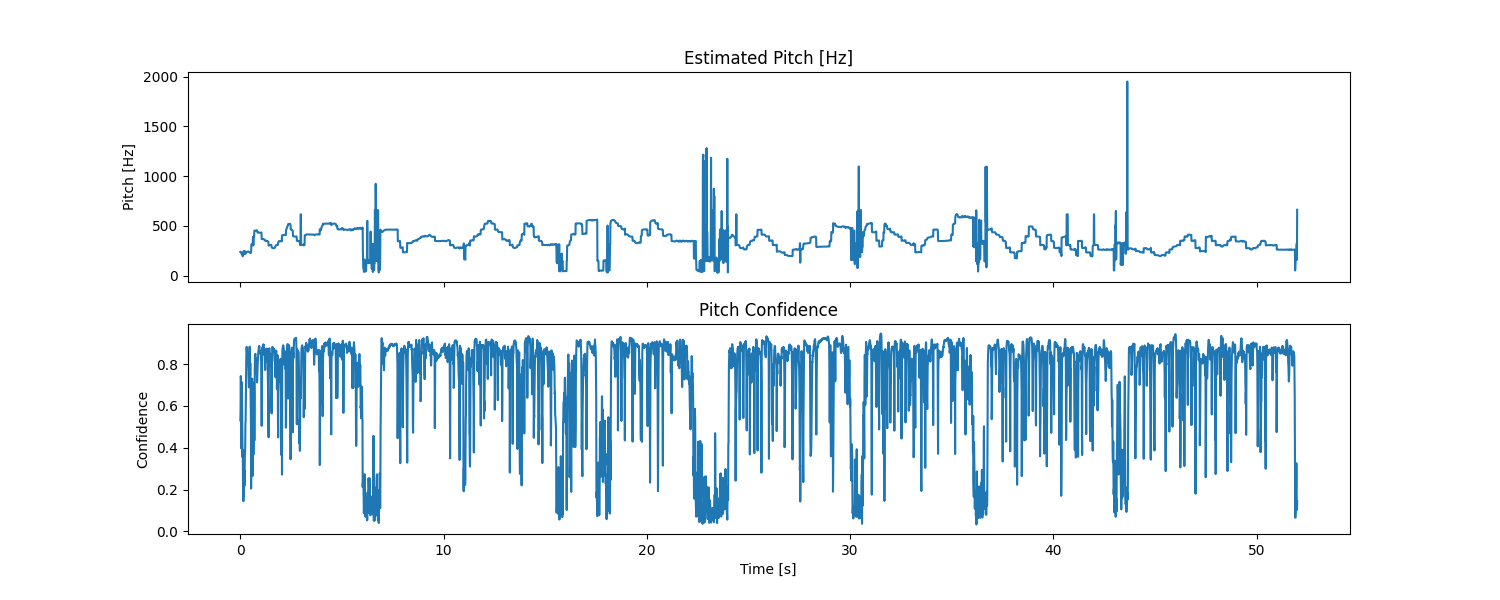 Estimated Pitch [Hz]
2000
1500
1000
500
0
Pitch [Hz]
Pitch Confidence
0.8
0.6
0.4
0.2
0.0
Confidence
0 10 20 30 40 50
Time [s]